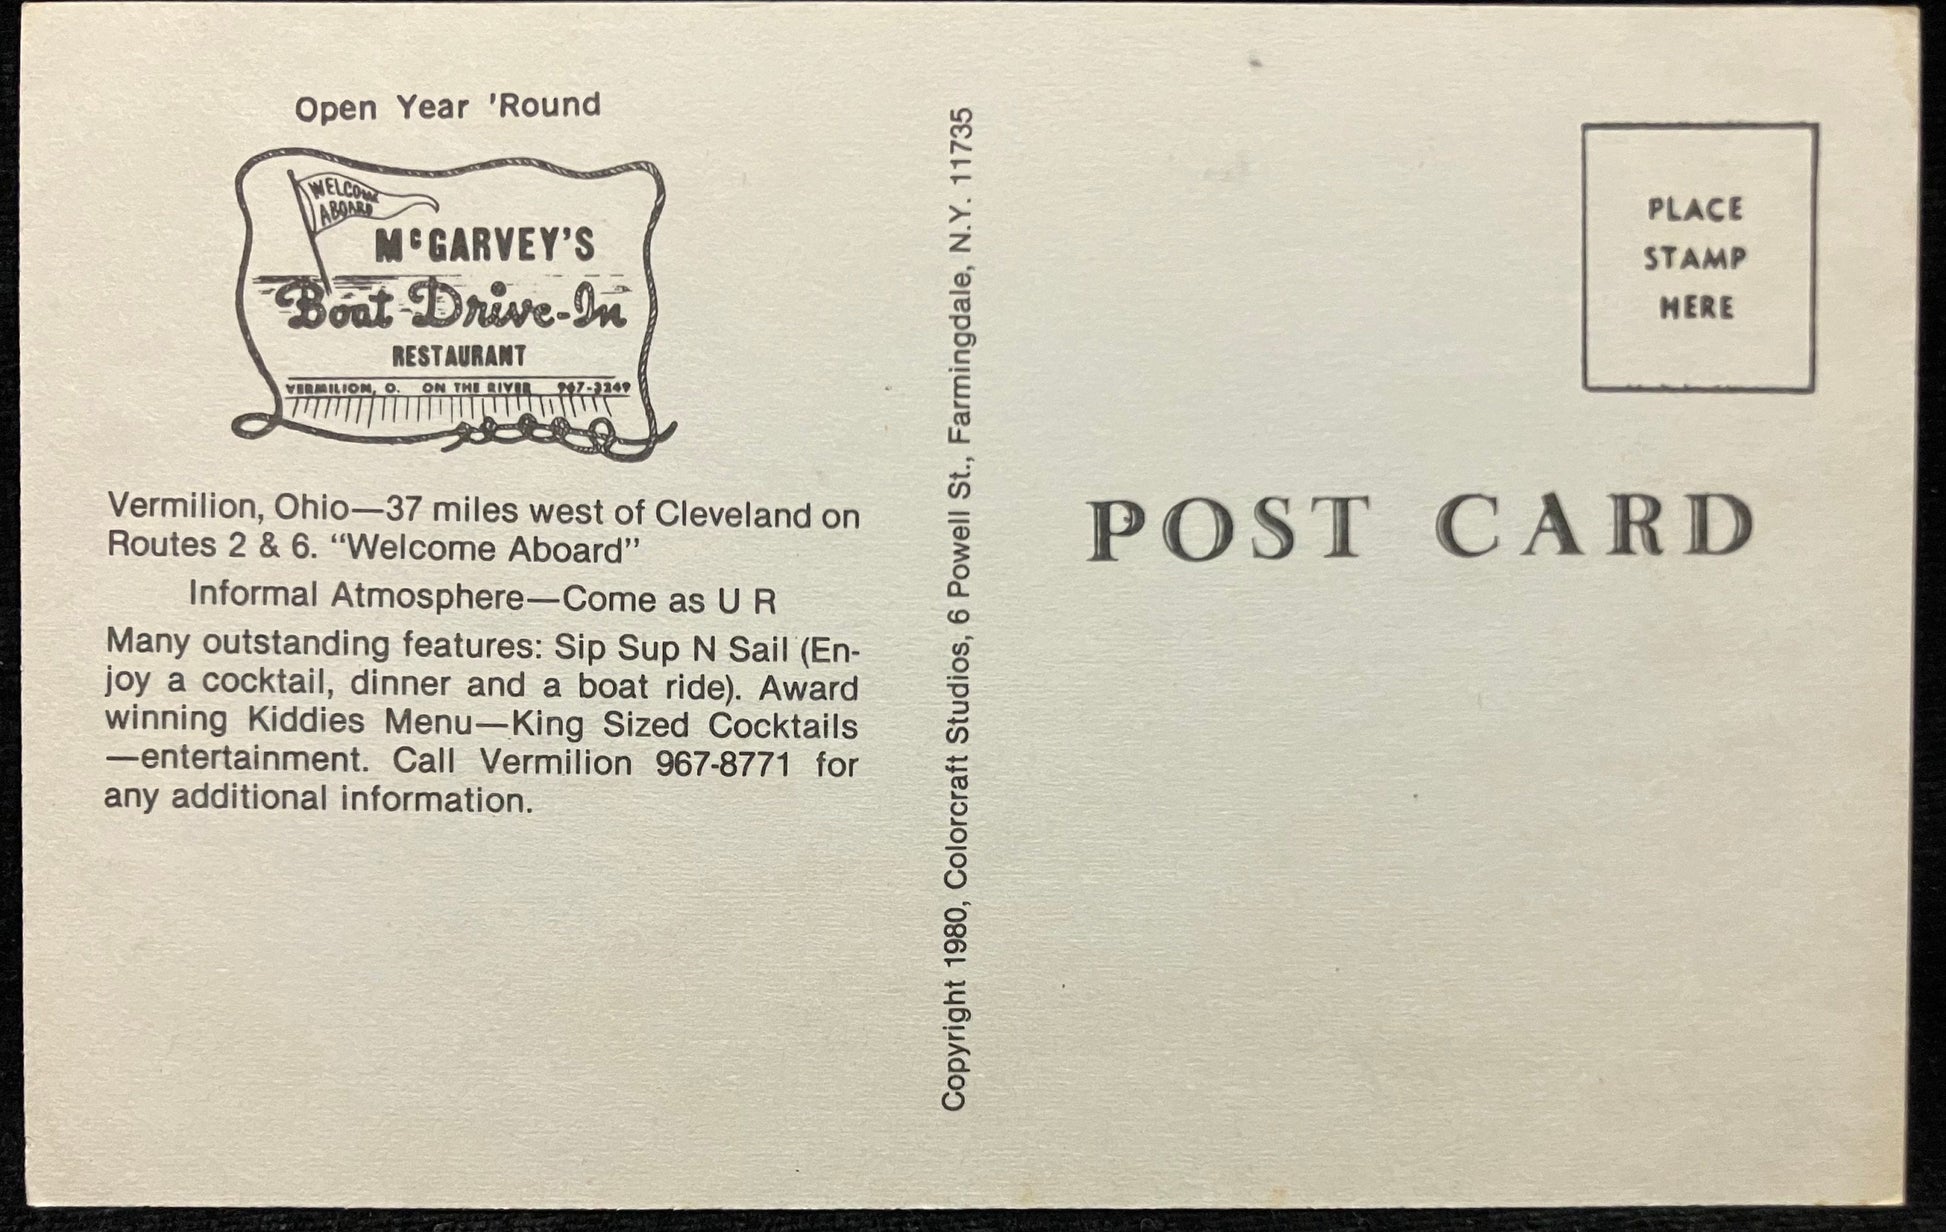 Open Year 'Round
WELCOME
ABOARD
McGARVEY'S
Boat Drive-In
RESTAURANT
VERMILION, O. ON THE RIVER 967-3249
Vermilion, Ohio—37 miles west of Cleveland on
Routes 2 & 6. “Welcome Aboard”
Informal Atmosphere—Come as U R
Many outstanding features: Sip Sup N Sail (En-
joy a cocktail, dinner and a boat ride). Award
winning Kiddies Menu—King Sized Cocktails
—entertainment. Call Vermilion 967-8771 for
any additional information.
Copyright 1980, Colorcraft Studios, 6 Powell St., Farmingdale, N.Y. 11735
PLACE
STAMP
HERE
POST CARD